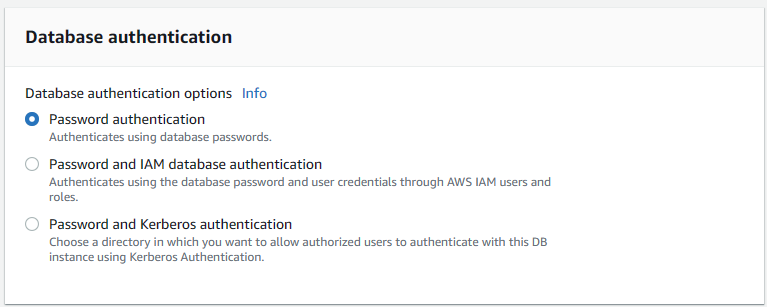 Database authentication
Database authentication options Info
Password authentication
Authenticates using database passwords.
Password and IAM database authentication
Authenticates using the database password and user credentials through AWS IAM users and
roles.
Password and Kerberos authentication
Choose a directory in which you want to allow authorized users to authenticate with this DB
instance using Kerberos Authentication.